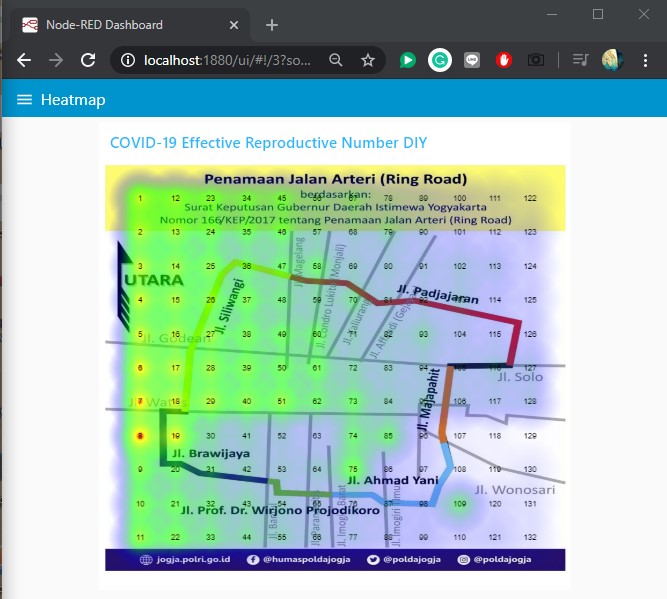 Node-RED Dashboard
localhost:1880/ui/#!/3?so...
Heatmap
COVID-19 Effective Reproductive Number DIY
Penamaan Jalan Arteri (Ring Road)
berdasarkan:
Surat Keputusan Gubernur Daerah Istimewa Yogyakarta
Nomor 166/KEP/2017 tentang Penamaan Jalan Arteri (Ring Road)
1 12 23 34 45 56 67 78 89 100 111 122
2 13 24 35 46 57 68 79 90 101 112 123
3 14 25 36 47 58 69 80 91 102 113 124
UTARA
4 15 26 37 48 59 70 81 92 103 114 125
Jl. Siliwangi
Jl. Magelang
Jl. Padjajaran
5 16 27 38 49 60 71 82 93 104 115 126
Jl. Godean
6 17 28 39 50 61 72 83 94 105 116 127
Jl. Solo
7 18 29 40 51 62 73 84 95 106 117 128
Jl. Wates
Jl. Majapahit
8 19 30 41 52 63 74 85 96 107 118 129
Jl. Brawijaya
9 20 31 42 53 64 75 86 97 108 119 130
Jl. Ahmad Yani
Jl. Wonosari
10 21 32 43 54 65 76 87 98 109 120 131
Jl. Prof. Dr. Wirjono Projodikoro
11 22 33 44 55 66 77 88 99 110 121 132
jogja.polri.go.id @humaspoldajogja poldajogja @poldajogja